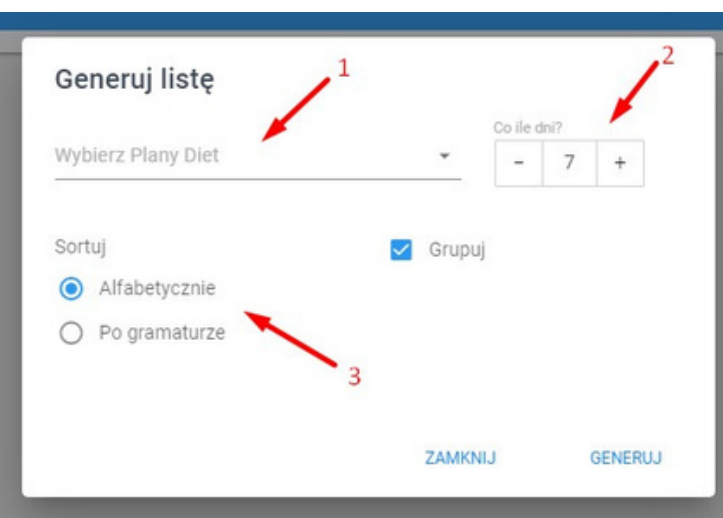 Generuj listę
1
2
Wybierz Plany Diet
Co ile dni?
- 7 +
Sortuj
Grupuj
Alfabetycznie
Po gramaturze
3
ZAMKNIJ GENERUJ